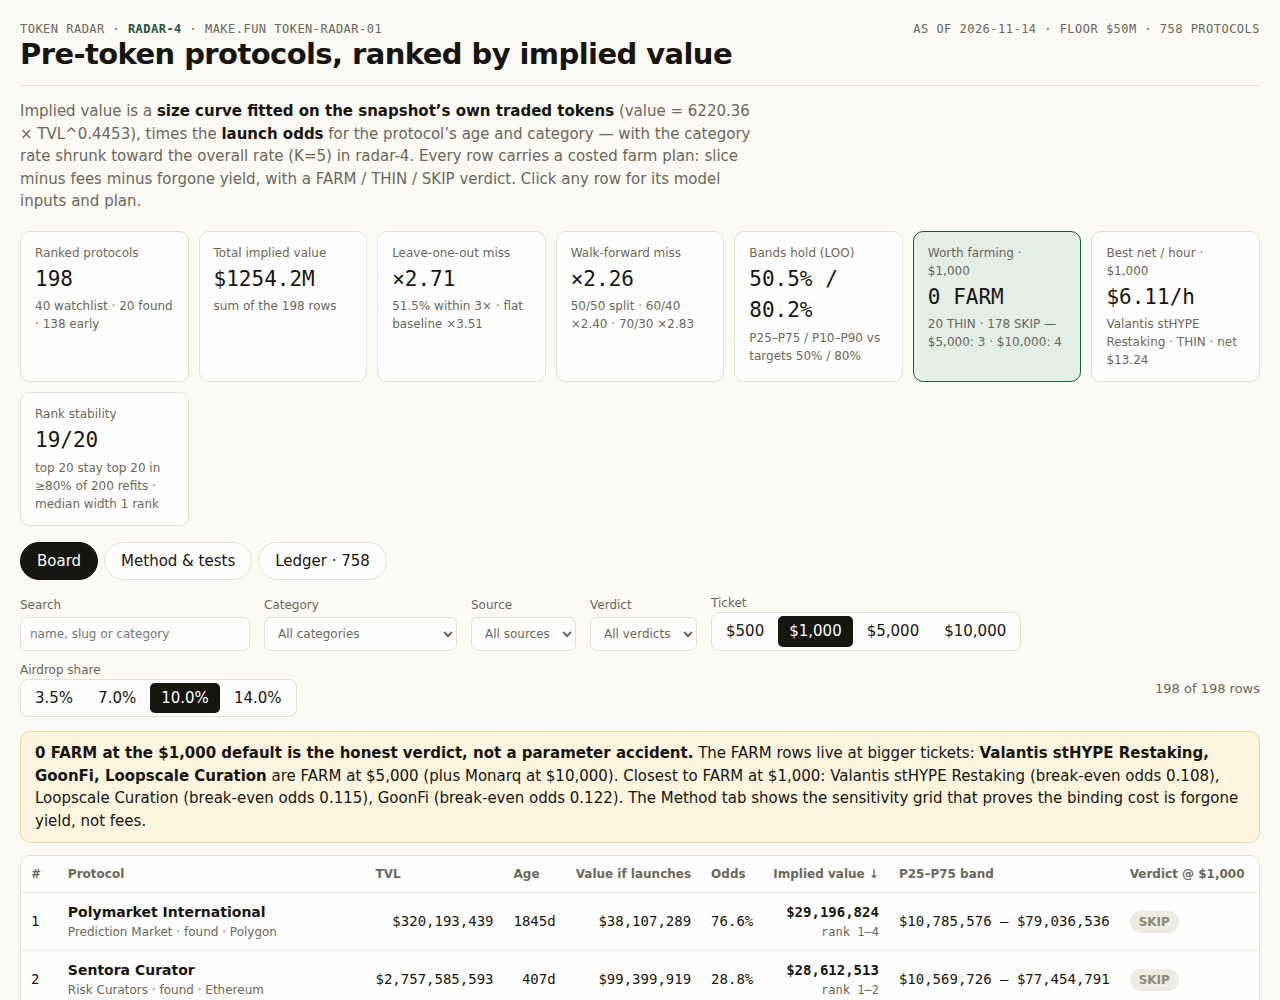 TOKEN RADAR · RADAR-4 · MAKE.FUN TOKEN-RADAR-01
AS OF 2026-11-14 · FLOOR $50M · 758 PROTOCOLS
Pre-token protocols, ranked by implied value
Implied value is a size curve fitted on the snapshot’s own traded tokens (value = 6220.36
× TVL^0.4453), times the launch odds for the protocol’s age and category — with the category
rate shrunk toward the overall rate (K=5) in radar-4. Every row carries a costed farm plan: slice
minus fees minus forgone yield, with a FARM / THIN / SKIP verdict. Click any row for its model
inputs and plan.
Ranked protocols
198
40 watchlist · 20 found
· 138 early
Total implied value
$1254.2M
sum of the 198 rows
Leave-one-out miss
×2.71
51.5% within 3× · flat
baseline ×3.51
Walk-forward miss
×2.26
50/50 split · 60/40
×2.40 · 70/30 ×2.83
Bands hold (LOO)
50.5% /
80.2%
P25–P75 / P10–P90 vs
targets 50% / 80%
Worth farming ·
$1,000
0 FARM
20 THIN · 178 SKIP —
$5,000: 3 · $10,000: 4
Best net / hour ·
$1,000
$6.11/h
Valantis stHYPE
Restaking · THIN · net
$13.24
Rank stability
19/20
top 20 stay top 20 in
≥80% of 200 refits ·
median width 1 rank
Board
Method & tests
Ledger · 758
Search
name, slug or category
Category
All categories
Source
All sources
Verdict
All verdicts
Ticket
$500 $1,000 $5,000 $10,000
Airdrop share
3.5% 7.0% 10.0% 14.0%
198 of 198 rows
0 FARM at the $1,000 default is the honest verdict, not a parameter accident. The FARM rows live at bigger tickets: Valantis stHYPE Restaking,
GoonFi, Loopscale Curation are FARM at $5,000 (plus Monarq at $10,000). Closest to FARM at $1,000: Valantis stHYPE Restaking (break-even odds 0.108),
Loopscale Curation (break-even odds 0.115), GoonFi (break-even odds 0.122). The Method tab shows the sensitivity grid that proves the binding cost is forgone
yield, not fees.
# Protocol TVL Age Value if launches Odds Implied value ↓ P25–P75 band Verdict @ $1,000
1 Polymarket International $320,193,439 1845d $38,107,289 76.6% $29,196,824 $10,785,576 — $79,036,536 SKIP
Prediction Market · found · Polygon rank 1–4
2 Sentora Curator $2,757,585,593 407d $99,399,919 28.8% $28,612,513 $10,569,726 — $77,454,791 SKIP
Risk Curators · found · Ethereum rank 1–2